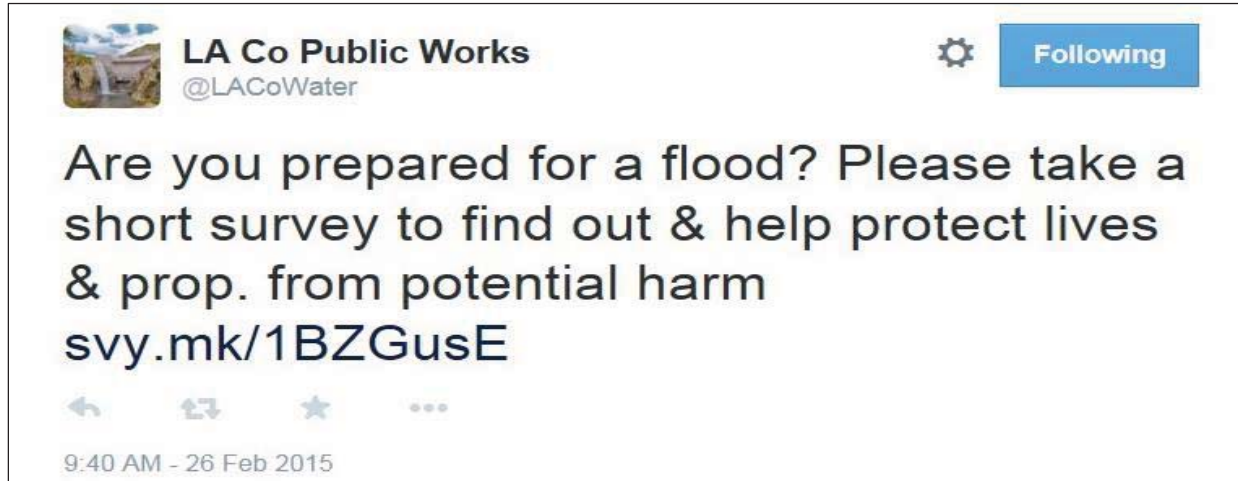 LA Co Public Works
@LACoWater
Following
Are you prepared for a flood? Please take a
short survey to find out & help protect lives
& prop. from potential harm
svy.mk/1BZGusE
9:40 AM - 26 Feb 2015